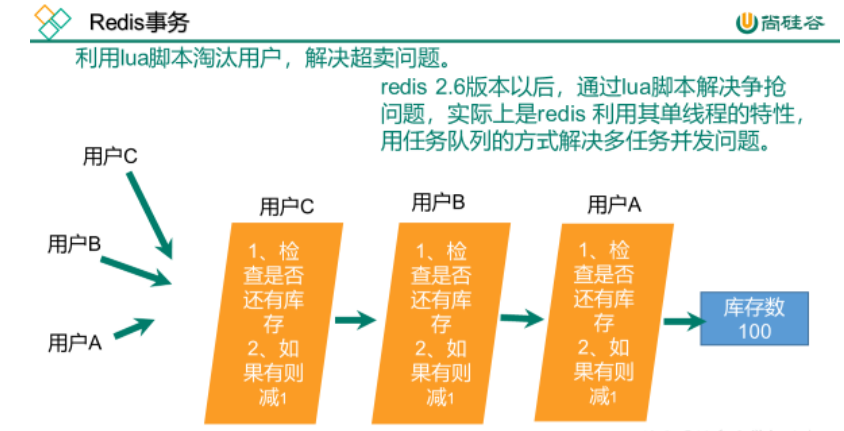 Redis事务
尚硅谷
利用lua脚本淘汰用户，解决超卖问题。
redis 2.6版本以后，通过lua脚本解决争抢
问题，实际上是redis 利用其单线程的特性，
用任务队列的方式解决多任务并发问题。
用户C
用户B
用户A
用户C
1、检
查是否
还有库
存
2、如
果有则
减1
用户B
1、检
查是否
还有库
存
2、如
果有则
减1
用户A
1、检
查是否
还有库
存
2、如
果有则
减1
库存数
100